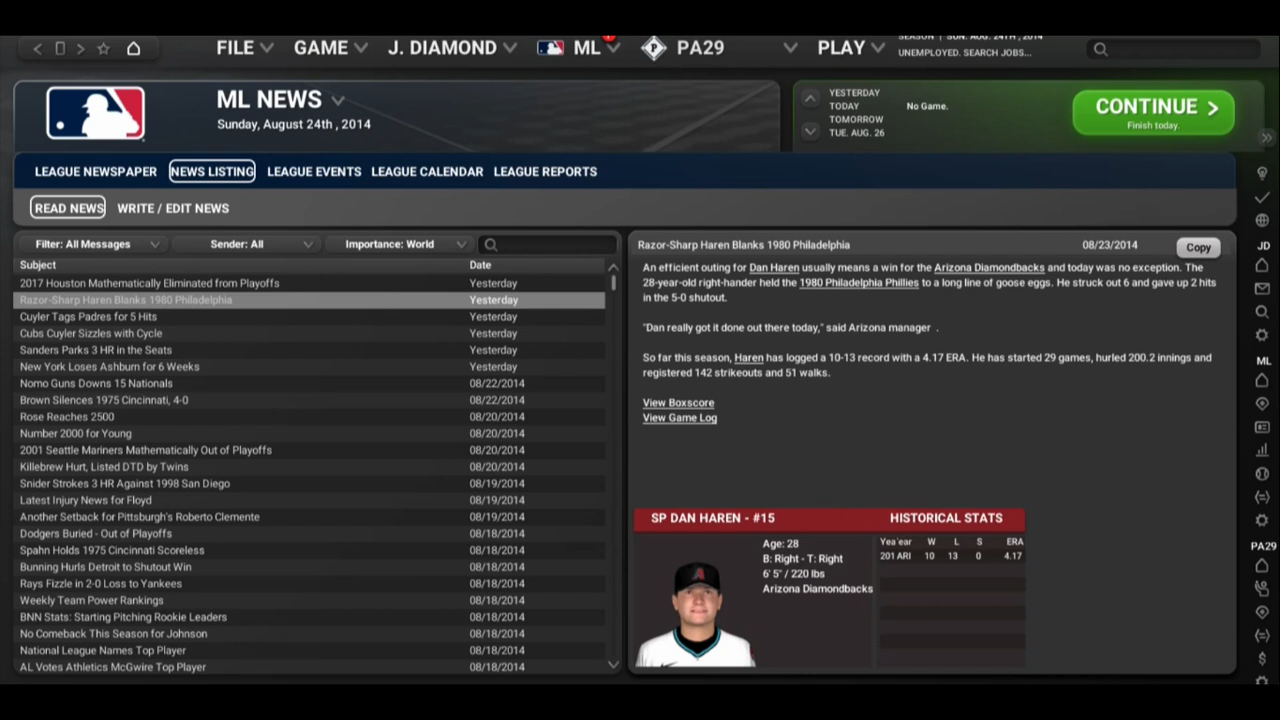 FILE GAME J. DIAMOND ML PA29 PLAY
UNEMPLOYED. SEARCH JOBS...
ML NEWS
Sunday, August 24th , 2014
YESTERDAY
TODAY
TOMORROW
TUE. AUG. 26
No Game.
CONTINUE
Finish today.
LEAGUE NEWSPAPER NEWS LISTING LEAGUE EVENTS LEAGUE CALENDAR LEAGUE REPORTS
READ NEWS WRITE / EDIT NEWS
Filter: All Messages Sender: All Importance: World
Subject Date
2017 Houston Mathematically Eliminated from Playoffs Yesterday
Razor-Sharp Haren Blanks 1980 Philadelphia Yesterday
Cuyler Tags Padres for 5 Hits Yesterday
Cubs Cuyler Sizzles with Cycle Yesterday
Sanders Parks 3 HR in the Seats Yesterday
New York Loses Ashburn for 6 Weeks Yesterday
Nomo Guns Downs 15 Nationals 08/22/2014
Brown Silences 1975 Cincinnati, 4-0 08/22/2014
Rose Reaches 2500 08/20/2014
Number 2000 for Young 08/20/2014
2001 Seattle Mariners Mathematically Out of Playoffs 08/20/2014
Killebrew Hurt, Listed DTD by Twins 08/20/2014
Snider Strokes 3 HR Against 1998 San Diego 08/19/2014
Latest Injury News for Floyd 08/19/2014
Another Setback for Pittsburgh's Roberto Clemente 08/19/2014
Dodgers Buried - Out of Playoffs 08/18/2014
Spahn Holds 1975 Cincinnati Scoreless 08/18/2014
Bunning Hurls Detroit to Shutout Win 08/18/2014
Rays Fizzle in 2-0 Loss to Yankees 08/18/2014
Weekly Team Power Rankings 08/18/2014
BNN Stats: Starting Pitching Rookie Leaders 08/18/2014
No Comeback This Season for Johnson 08/18/2014
National League Names Top Player 08/18/2014
AL Votes Athletics McGwire Top Player 08/18/2014
Razor-Sharp Haren Blanks 1980 Philadelphia 08/23/2014 Copy
An efficient outing for Dan Haren usually means a win for the Arizona Diamondbacks and today was no exception. The
28-year-old right-hander held the 1980 Philadelphia Phillies to a long line of goose eggs. He struck out 6 and gave up 2 hits
in the 5-0 shutout.
"Dan really got it done out there today," said Arizona manager .
So far this season, Haren has logged a 10-13 record with a 4.17 ERA. He has started 29 games, hurled 200.2 innings and
registered 142 strikeouts and 51 walks.
View Boxscore
View Game Log
SP DAN HAREN - #15 HISTORICAL STATS
Age: 28
B: Right - T: Right
6' 5" / 220 lbs
Arizona Diamondbacks
Yea'ear W L S ERA
201 ARI 10 13 0 4.17
JD
ML
PA29